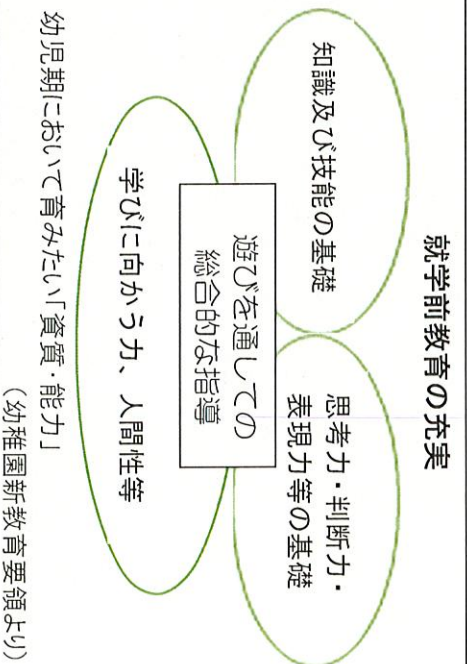 就学前教育の充実
知識及び技能の基礎
思考力・判断力・
表現力等の基礎
遊びを通しての
総合的な指導
学びに向かう力、人間性等
幼児期において育みたい「資質・能力」
(幼稚園新教育要領より)